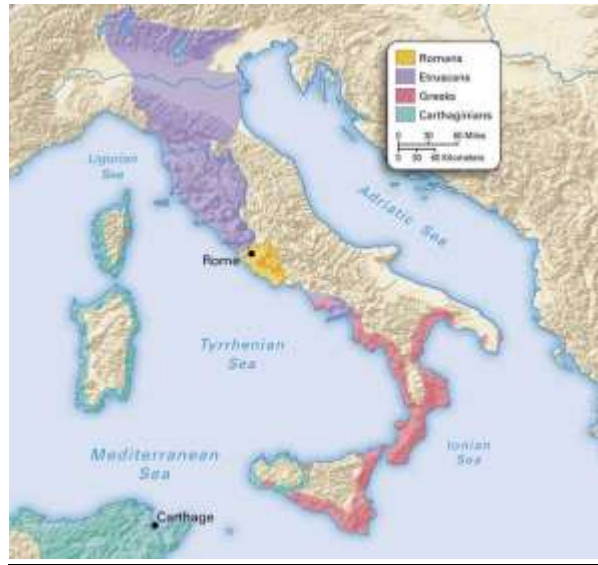 Romans
Etruscans
Greeks
Carthaginians
0 30 60 Miles
0 30 60 Kilometers
Ligurian
Sea
Adriatic Sea
Rome
Tyrrhenian
Sea
Mediterranean
Sea
Ionian
Sea
Carthage